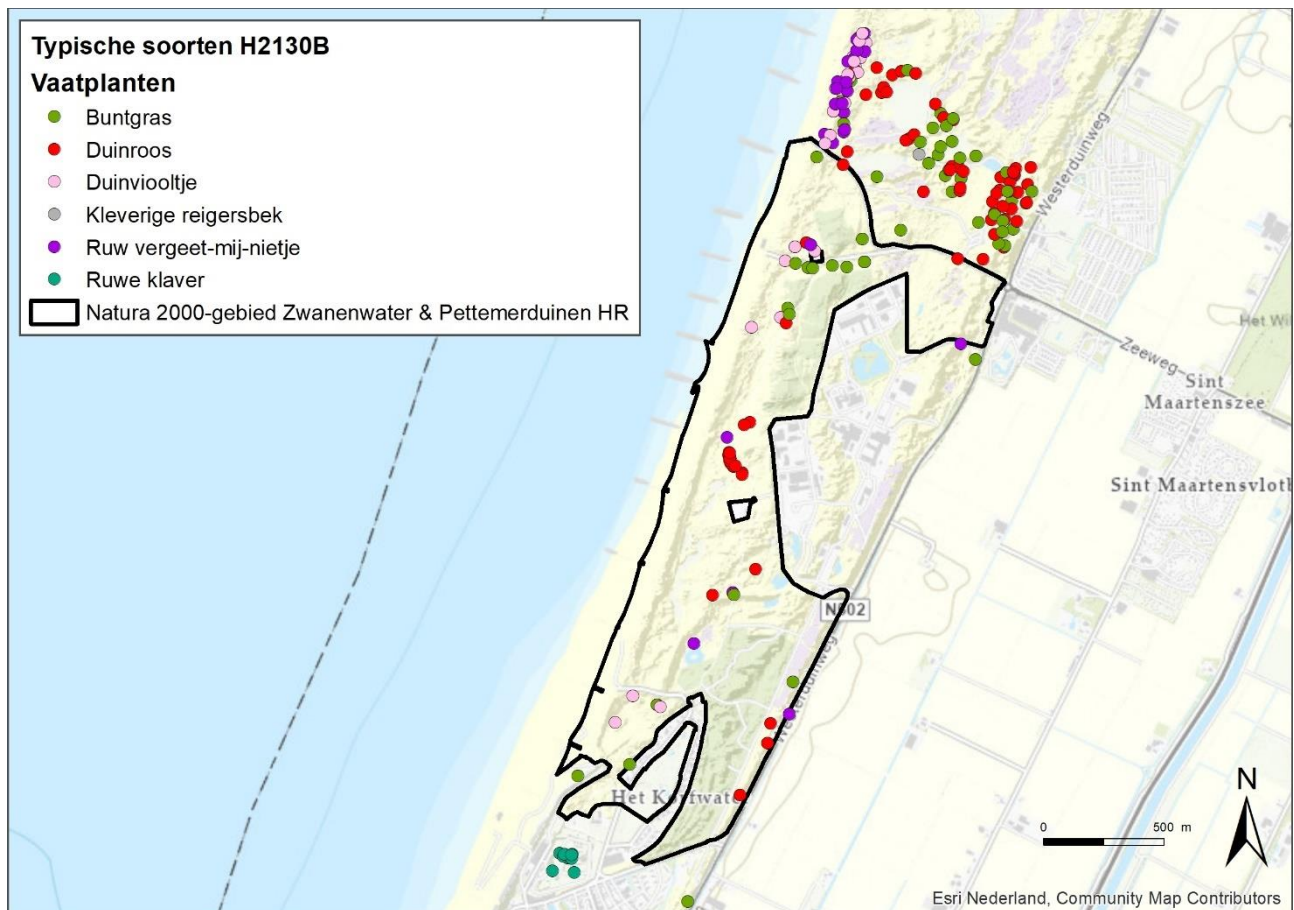 Typische soorten H2130B
Vaatplanten
Buntgras
Duinroos
Duinviooltje
Kleverige reigersbek
Ruw vergeet-mij-nietje
Ruwe klaver
Natura 2000-gebied Zwanenwater & Pettemerduinen HR
Westerduinweg
Het Wil
Zeeweg
Sint
Maartenszee
Sint Maartensvlotb
N502
Westerduinweg
Het Korfwater
N
0 500 m
Esri Nederland, Community Map Contributors